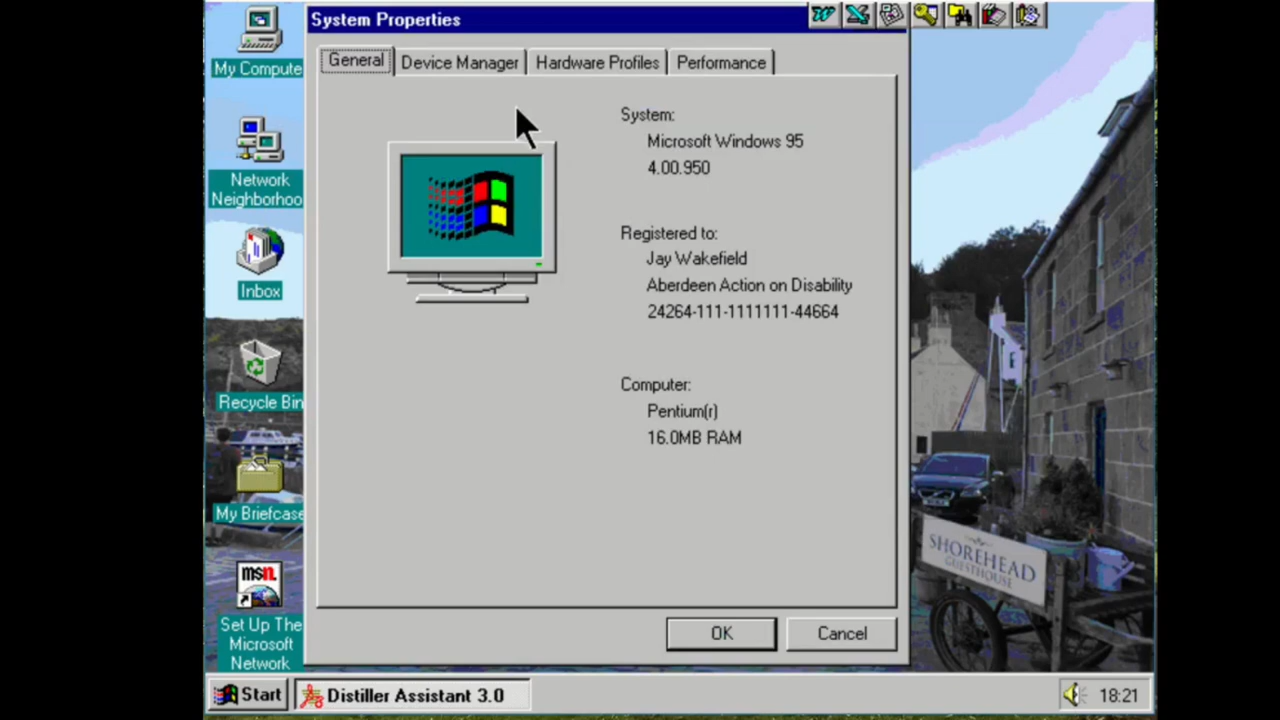 System Properties
My Compute
General
Device Manager
Hardware Profiles
Performance
System:
Microsoft Windows 95
4.00.950
Network
Neighborhoo
Registered to:
Jay Wakefield
Aberdeen Action on Disability
24264-111-1111111-44664
Inbox
Computer:
Pentium(r)
16.0MB RAM
Recycle Bin
My Briefcase
SHOREHEAD
GUESTHOUSE
msn
Set Up The
Microsoft
Network
OK
Cancel
Start
Distiller Assistant 3.0
18:21